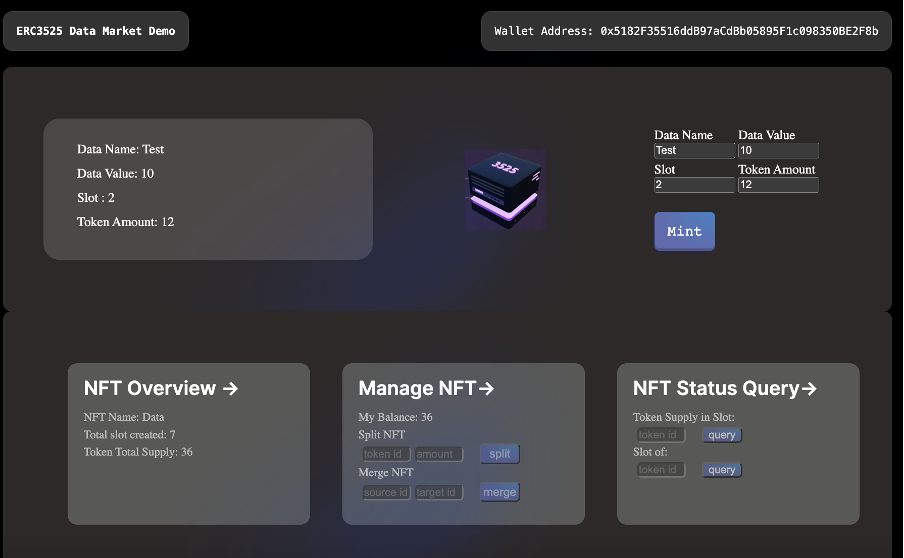 ERC3525 Data Market Demo
Wallet Address: 0x5182F35516ddB97aCdBb05895F1c098350BE2F8b
Data Name: Test
Data Value: 10
Slot : 2
Token Amount: 12
3525
Data Name Data Value
Test 10
Slot Token Amount
2 12
Mint
NFT Overview →
NFT Name: Data
Total slot created: 7
Token Total Supply: 36
Manage NFT→
My Balance: 36
Split NFT
token id amount split
Merge NFT
source id target id merge
NFT Status Query→
Token Supply in Slot:
token id query
Slot of:
token id query